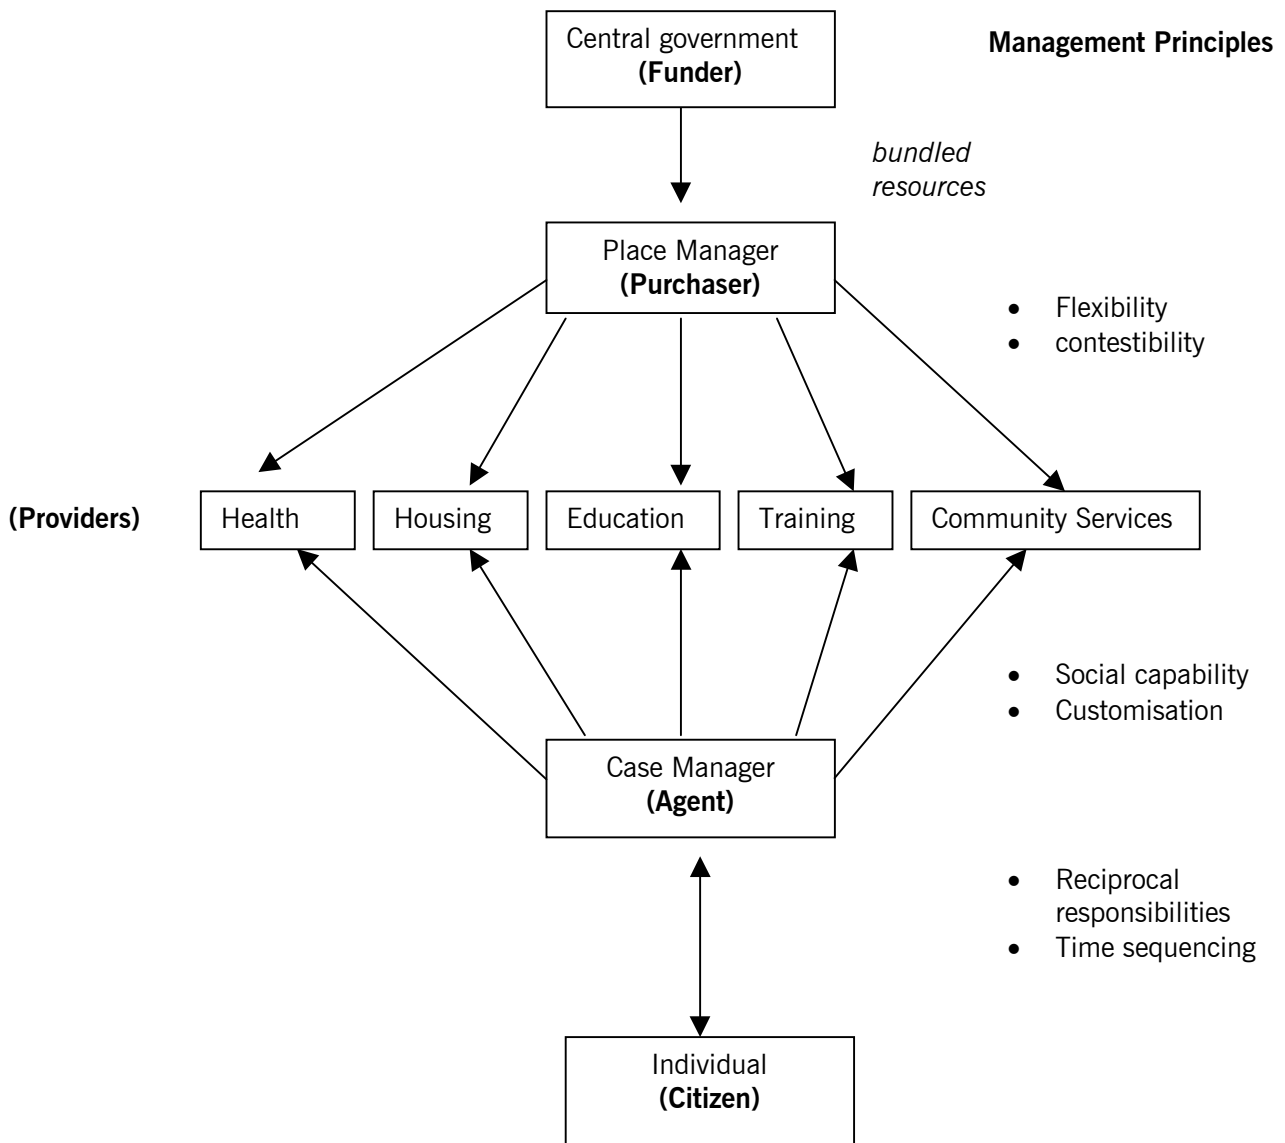 Central government
(Funder)
Management Principles
bundled
resources
Place Manager
(Purchaser)
• Flexibility
• contestibility
(Providers)
Health
Housing
Education
Training
Community Services
• Social capability
• Customisation
Case Manager
(Agent)
• Reciprocal
responsibilities
• Time sequencing
Individual
(Citizen)